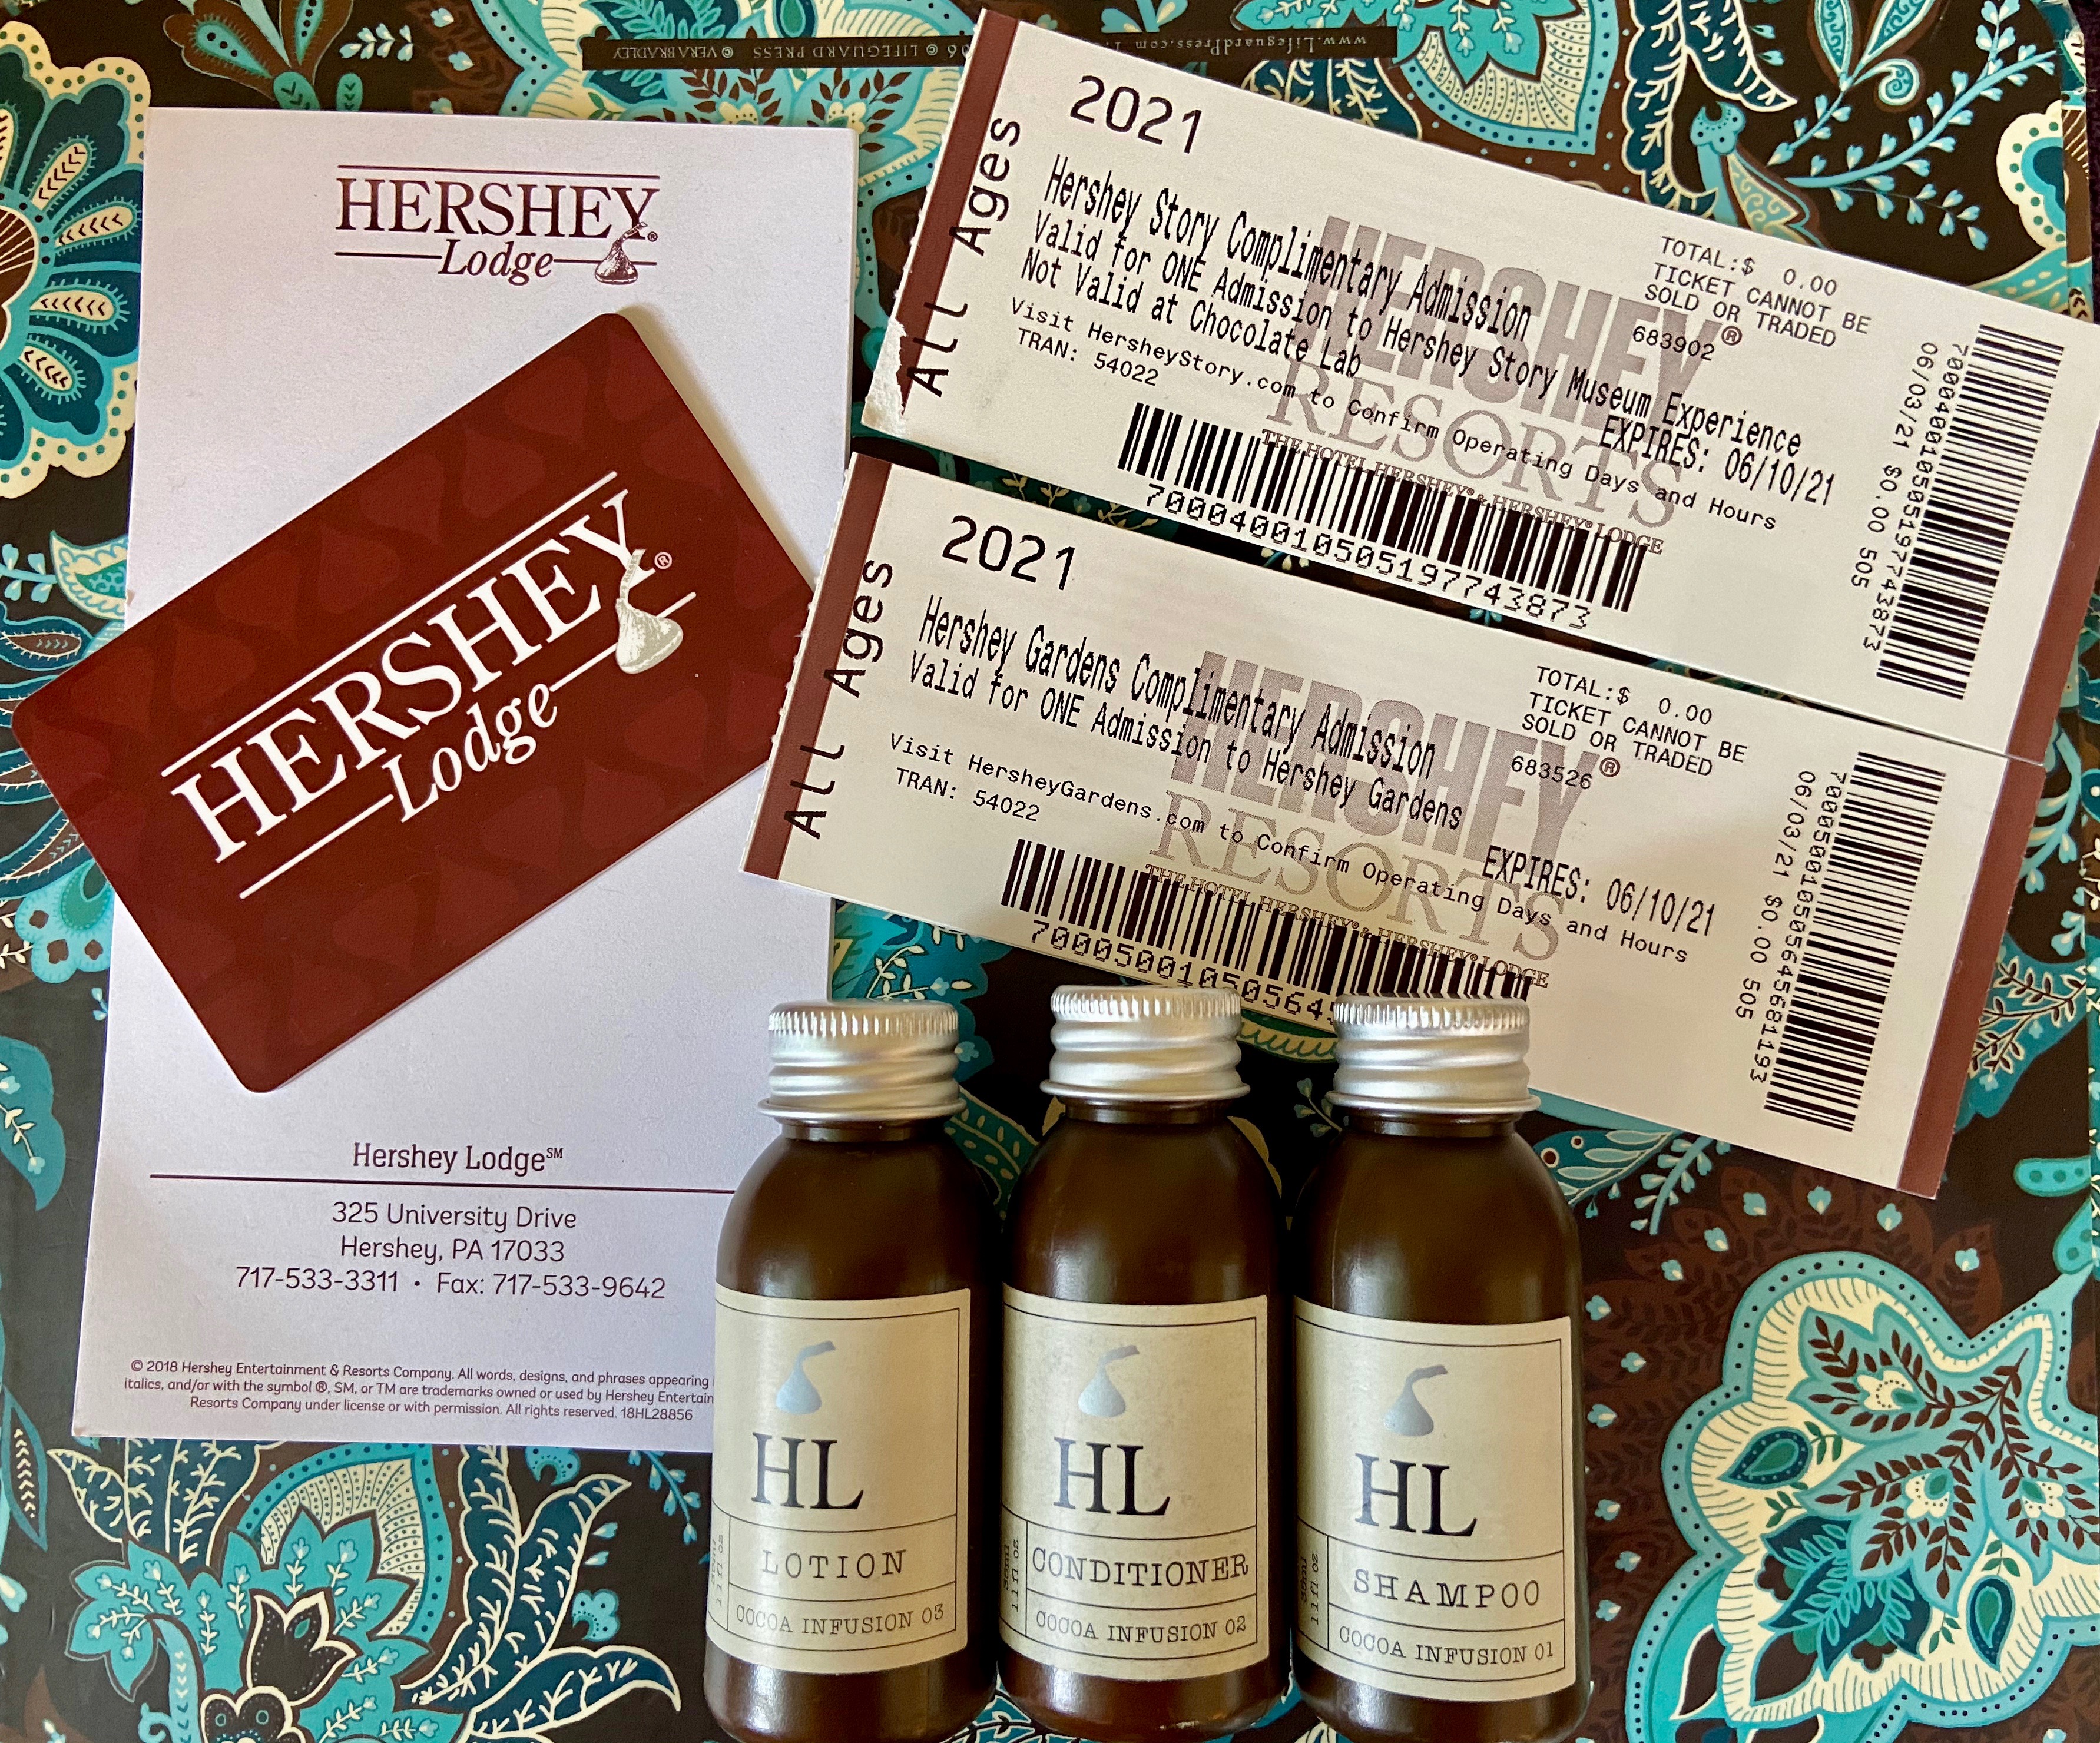 www.LifeguardPress.com
06 © LIFEGUARD PRESS © VERA BRADLEY
HERSHEY®
Lodge
HERSHEY®
Lodge
Hershey Lodge℠
325 University Drive
Hershey, PA 17033
717-533-3311 • Fax: 717-533-9642
© 2018 Hershey Entertainment & Resorts Company. All words, designs, and phrases appearing
italics, and/or with the symbol ®, SM, or TM are trademarks owned or used by Hershey Entertain
Resorts Company under license or with permission. All rights reserved. 18HL28856
All Ages
2021
Hershey Story Complimentary Admission
Valid for ONE Admission to Hershey Story Museum Experience
Not Valid at Chocolate Lab
EXPIRES: 06/10/21
Visit HersheyStory.com to Confirm Operating Days and Hours
TRAN: 54022
TOTAL:$ 0.00
TICKET CANNOT BE
SOLD OR TRADED
683902
HERSHEY®
RESORTS
THE HOTEL HERSHEY® & HERSHEY® LODGE
700040010505197743873
700040010505197743873
06/03/21 $0.00 505
All Ages
2021
Hershey Gardens Complimentary Admission
Valid for ONE Admission to Hershey Gardens
EXPIRES: 06/10/21
Visit HersheyGardens.com to Confirm Operating Days and Hours
TRAN: 54022
TOTAL:$ 0.00
TICKET CANNOT BE
SOLD OR TRADED
683526
HERSHEY®
RESORTS
THE HOTEL HERSHEY® & HERSHEY® LODGE
700050010505645
70005001050564568 1193
06/03/21 $0.00 505
HL
LOTION
COCOA INFUSION 03
HL
CONDITIONER
COCOA INFUSION 02
HL
SHAMPOO
COCOA INFUSION 01